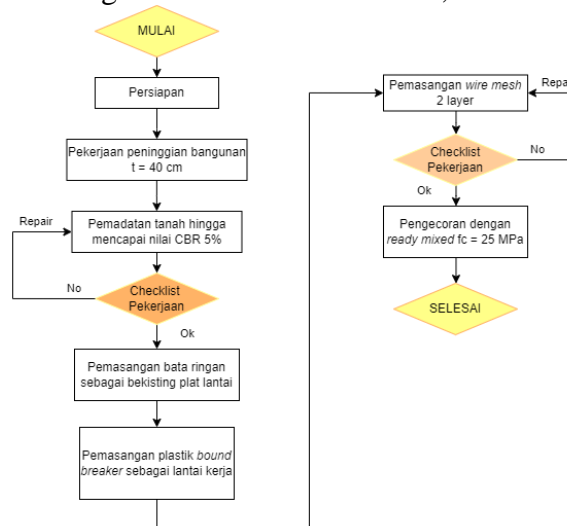 MULAI
Persiapan
Pekerjaan peninggian bangunan
t = 40 cm
Repair
Pemadatan tanah hingga
mencapai nilai CBR 5%
No
Checklist
Pekerjaan
Ok
Pemasangan bata ringan
sebagai bekisting plat lantai
Pemasangan plastik bound
breaker sebagai lantai kerja
Pemasangan wire mesh
2 layer
Repai
Checklist
Pekerjaan
No
Ok
Pengecoran dengan
ready mixed fc = 25 MPa
SELESAI